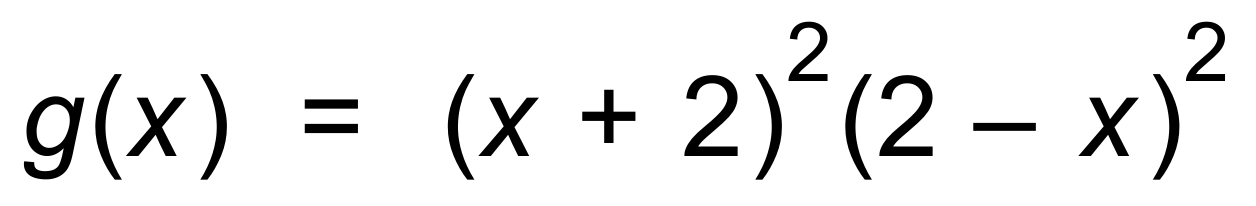 g(x) = (x + 2)²(2 – x)²